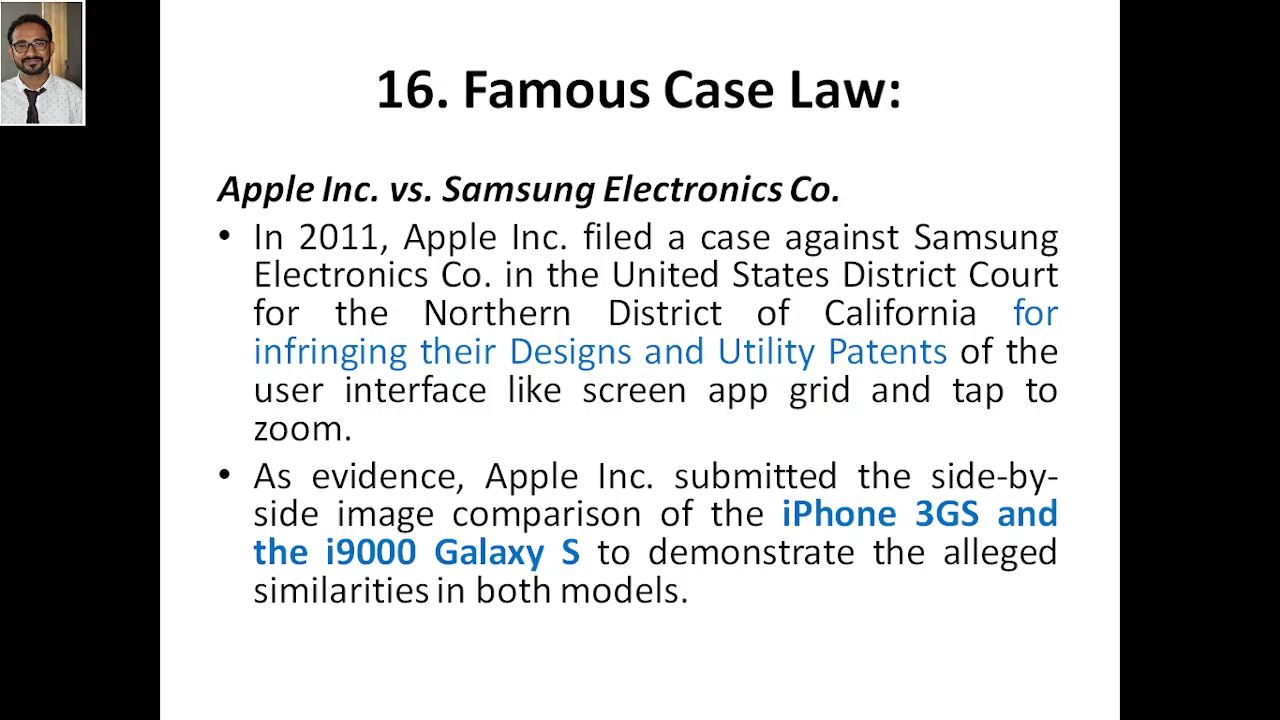 16. Famous Case Law:
Apple Inc. vs. Samsung Electronics Co.
• In 2011, Apple Inc. filed a case against Samsung
Electronics Co. in the United States District Court
for the Northern District of California for
infringing their Designs and Utility Patents of the
user interface like screen app grid and tap to
zoom.
• As evidence, Apple Inc. submitted the side-by-
side image comparison of the iPhone 3GS and
the i9000 Galaxy S to demonstrate the alleged
similarities in both models.